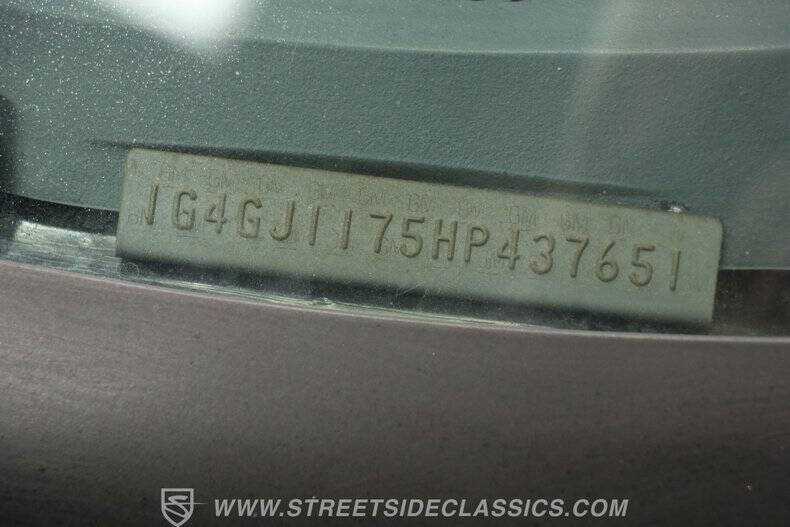 1G4GJ1175HP437651
WWW.STREETSIDECLASSICS.COM